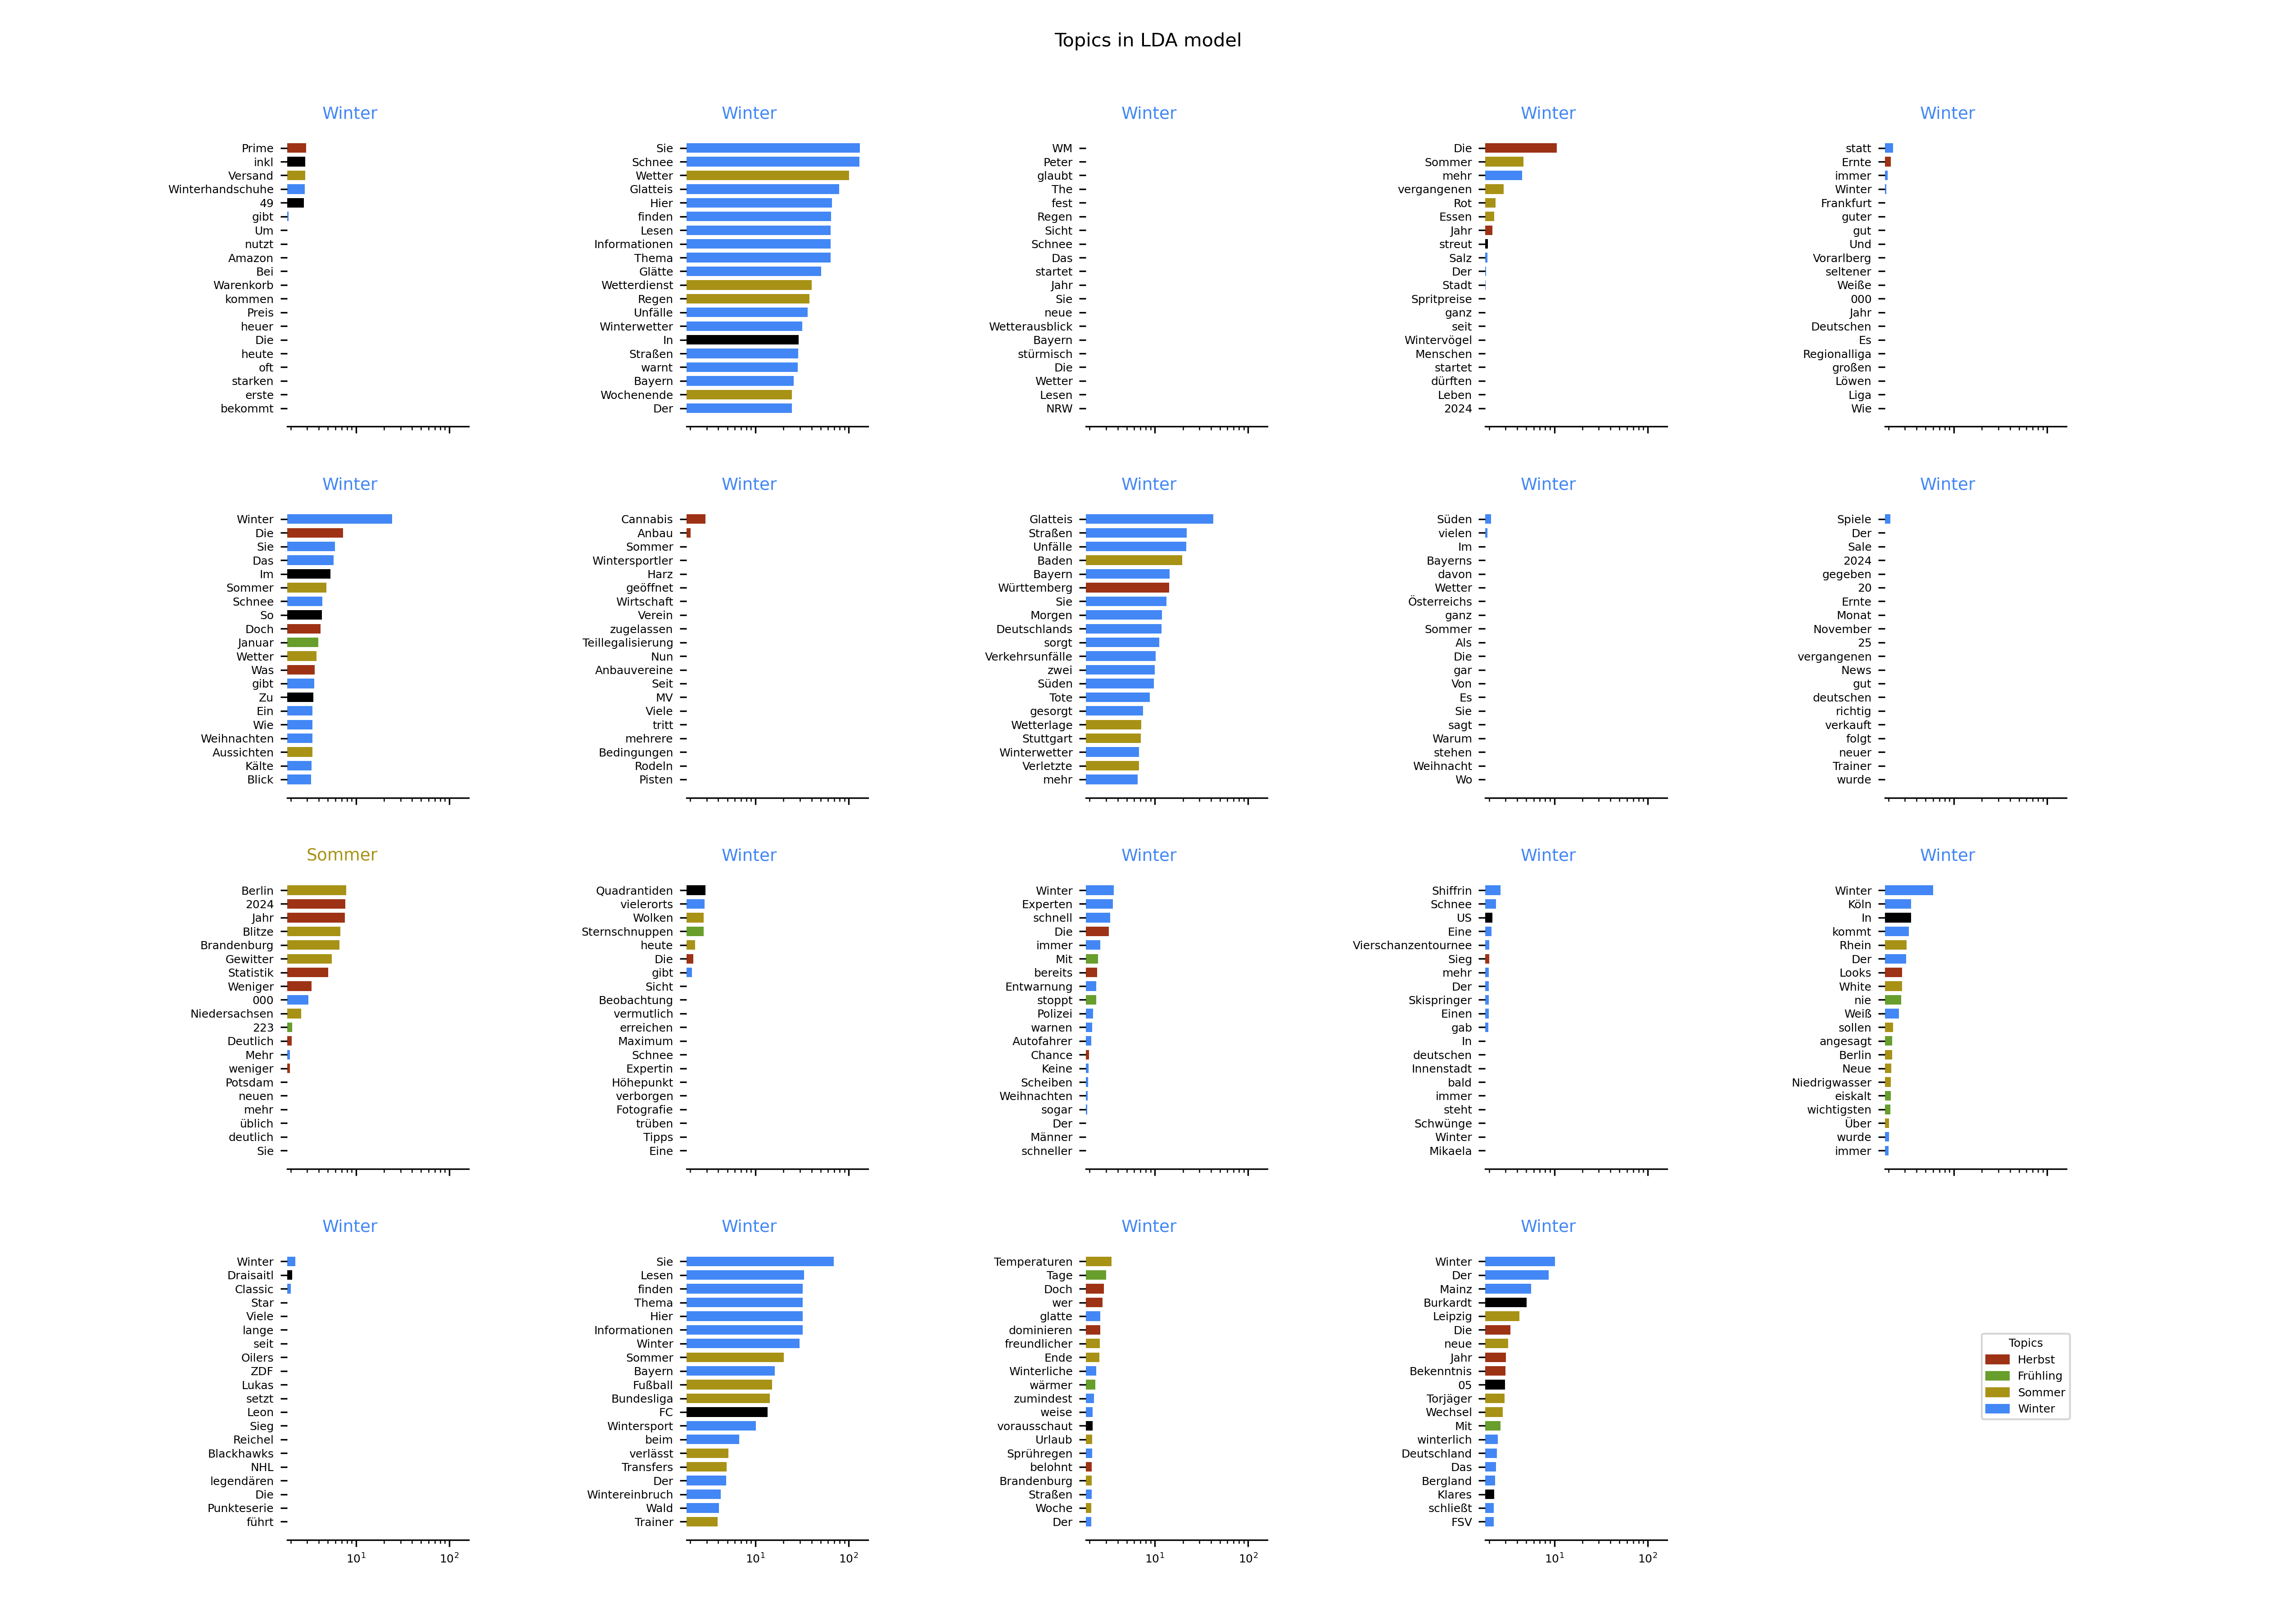 Topics in LDA model
Winter
Prime
inkl
Versand
Winterhandschuhe
49
gibt
Um
nutzt
Amazon
Bei
Warenkorb
kommen
Preis
heuer
Die
heute
oft
starken
erste
bekommt
Winter
Sie
Schnee
Wetter
Glatteis
Hier
finden
Lesen
Informationen
Thema
Glätte
Wetterdienst
Regen
Unfälle
Winterwetter
In
Straßen
warnt
Bayern
Wochenende
Der
Winter
WM
Peter
glaubt
The
fest
Regen
Sicht
Schnee
Das
startet
Jahr
Sie
neue
Wetterausblick
Bayern
stürmisch
Die
Wetter
Lesen
NRW
Winter
Die
Sommer
mehr
vergangenen
Rot
Essen
Jahr
streut
Salz
Der
Stadt
Spritpreise
ganz
seit
Wintervögel
Menschen
startet
dürften
Leben
2024
Winter
statt
Ernte
immer
Winter
Frankfurt
guter
gut
Und
Vorarlberg
seltener
Weiße
000
Jahr
Deutschen
Es
Regionalliga
großen
Löwen
Liga
Wie
Winter
Winter
Die
Sie
Das
Im
Sommer
Schnee
So
Doch
Januar
Wetter
Was
gibt
Zu
Ein
Wie
Weihnachten
Aussichten
Kälte
Blick
Winter
Cannabis
Anbau
Sommer
Wintersportler
Harz
geöffnet
Wirtschaft
Verein
zugelassen
Teillegalisierung
Nun
Anbauvereine
Seit
MV
Viele
tritt
mehrere
Bedingungen
Rodeln
Pisten
Winter
Glatteis
Straßen
Unfälle
Baden
Bayern
Württemberg
Sie
Morgen
Deutschlands
sorgt
Verkehrsunfälle
zwei
Süden
Tote
gesorgt
Wetterlage
Stuttgart
Winterwetter
Verletzte
mehr
Winter
Süden
vielen
Im
Bayerns
davon
Wetter
Österreichs
ganz
Sommer
Als
Die
gar
Von
Es
Sie
sagt
Warum
stehen
Weihnacht
Wo
Winter
Spiele
Der
Sale
2024
gegeben
20
Ernte
Monat
November
25
vergangenen
News
gut
deutschen
richtig
verkauft
folgt
neuer
Trainer
wurde
Sommer
Berlin
2024
Jahr
Blitze
Brandenburg
Gewitter
Statistik
Weniger
000
Niedersachsen
223
Deutlich
Mehr
weniger
Potsdam
neuen
mehr
üblich
deutlich
Sie
Winter
Quadrantiden
vielerorts
Wolken
Sternschnuppen
heute
Die
gibt
Sicht
Beobachtung
vermutlich
erreichen
Maximum
Schnee
Expertin
Höhepunkt
verborgen
Fotografie
trüben
Tipps
Eine
Winter
Winter
Experten
schnell
Die
immer
Mit
bereits
Entwarnung
stoppt
Polizei
warnen
Autofahrer
Chance
Keine
Scheiben
Weihnachten
sogar
Der
Männer
schneller
Winter
Shiffrin
Schnee
US
Eine
Vierschanzentournee
Sieg
mehr
Der
Skispringer
Einen
gab
In
deutschen
Innenstadt
bald
immer
steht
Schwünge
Winter
Mikaela
Winter
Winter
Köln
In
kommt
Rhein
Der
Looks
White
nie
Weiß
sollen
angesagt
Berlin
Neue
Niedrigwasser
eiskalt
wichtigsten
Über
wurde
immer
Winter
Winter
Draisaitl
Classic
Star
Viele
lange
seit
Oilers
ZDF
Lukas
setzt
Leon
Sieg
Reichel
Blackhawks
NHL
legendären
Die
Punkteserie
führt
10¹ 10²
Winter
Sie
Lesen
finden
Thema
Hier
Informationen
Winter
Sommer
Bayern
Fußball
Bundesliga
FC
Wintersport
beim
verlässt
Transfers
Der
Wintereinbruch
Wald
Trainer
10¹ 10²
Winter
Temperaturen
Tage
Doch
wer
glatte
dominieren
freundlicher
Ende
Winterliche
wärmer
zumindest
weise
vorausschaut
Urlaub
Sprühregen
belohnt
Brandenburg
Straßen
Woche
Der
10¹ 10²
Winter
Winter
Der
Mainz
Burkardt
Leipzig
Die
neue
Jahr
Bekenntnis
05
Torjäger
Wechsel
Mit
winterlich
Deutschland
Das
Bergland
Klares
schließt
FSV
10¹ 10²
Topics
Herbst
Frühling
Sommer
Winter